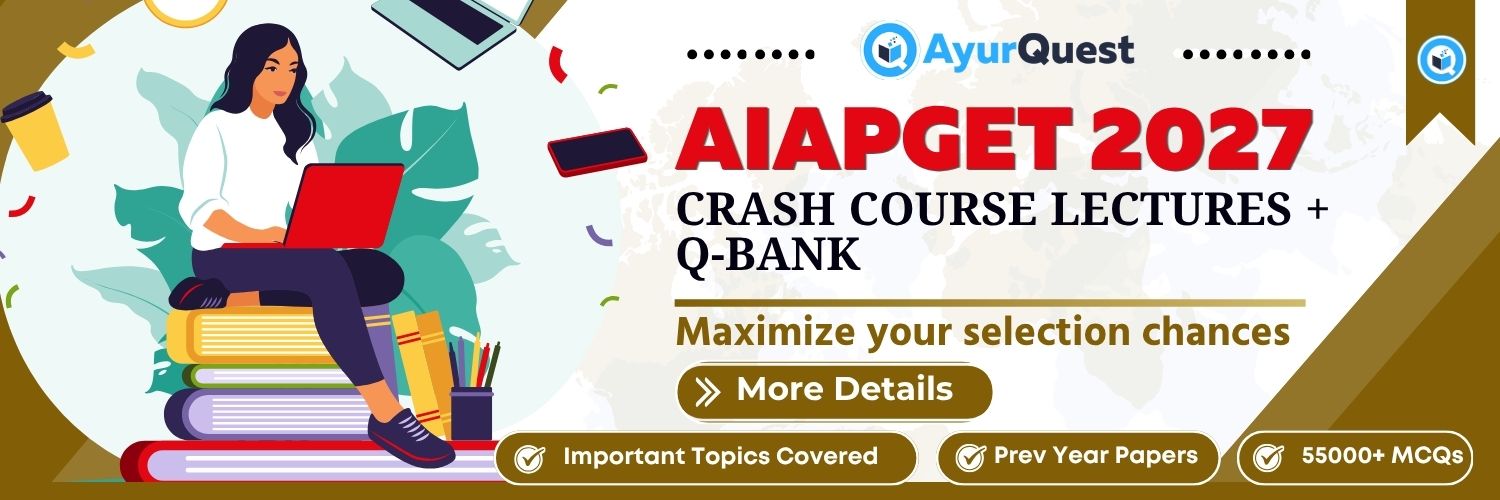 AyurQuest
AIAPGET 2027
CRASH COURSE LECTURES +
Q-BANK
Maximize your selection chances
More Details
Important Topics Covered
Prev Year Papers
55000+ MCQs